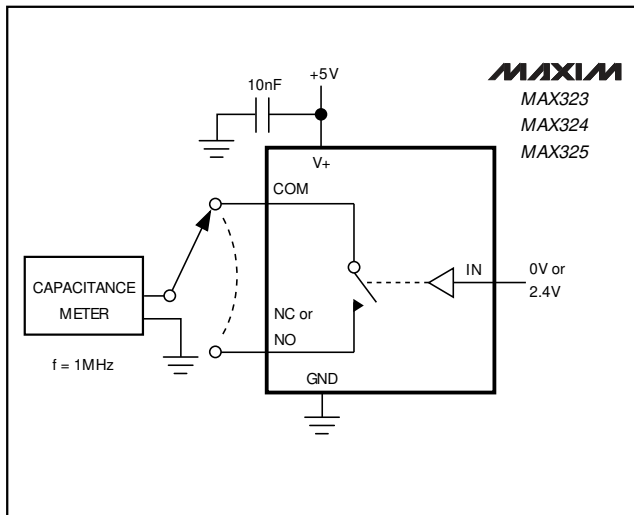 10nF
+5V
MAXIM
MAX323
MAX324
MAX325
V+
COM
IN
0V or
2.4V
CAPACITANCE
METER
NC or
NO
f = 1MHz
GND